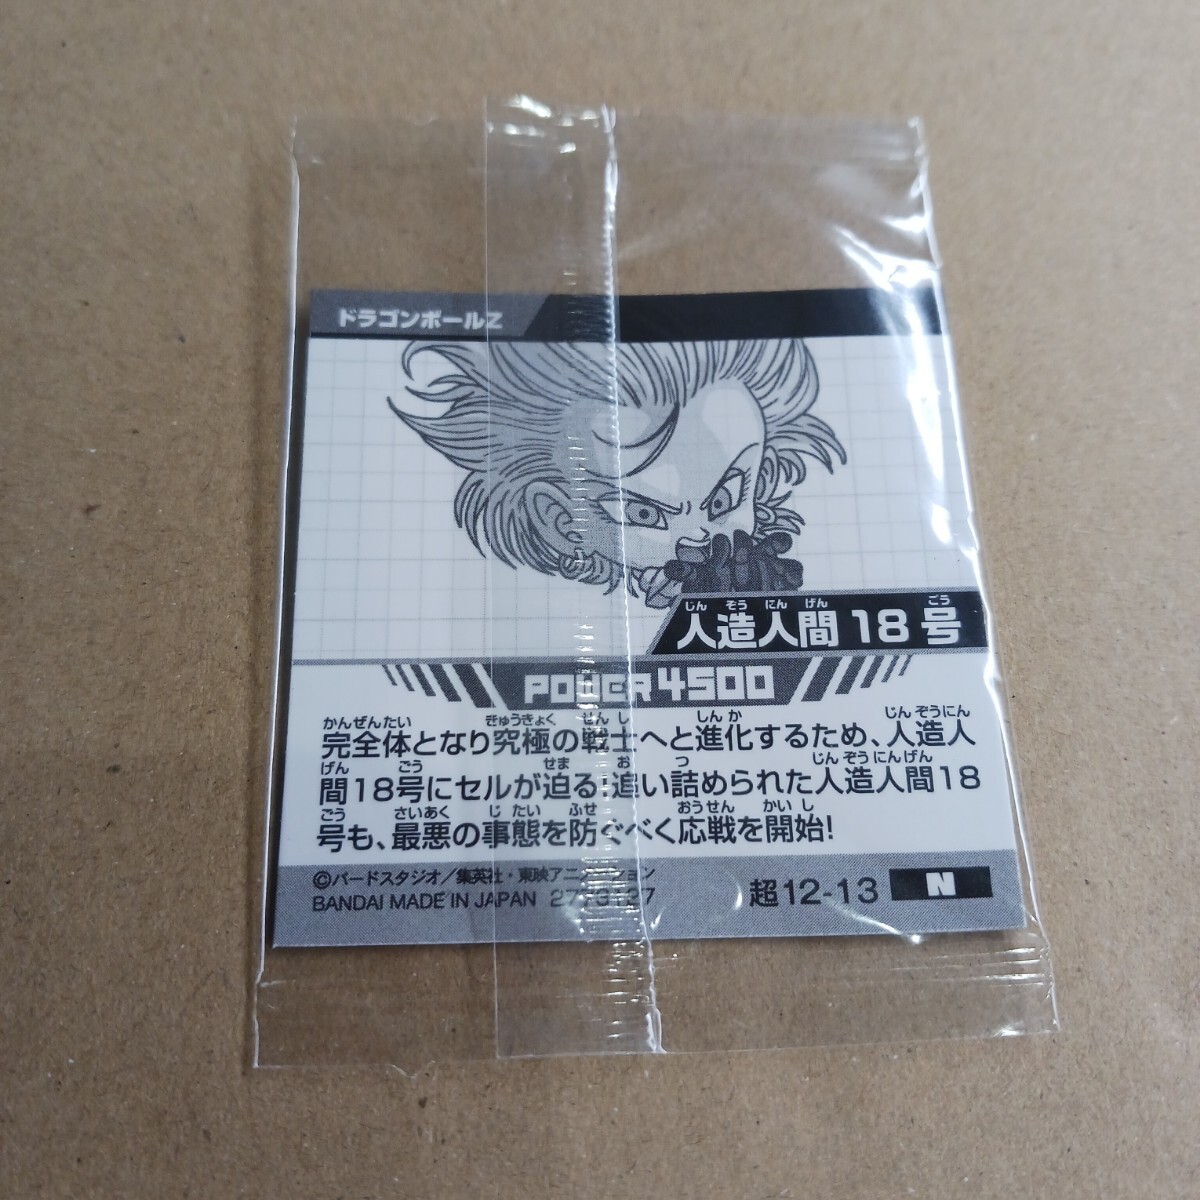 ドラゴンボールZ
じんぞうにんげん ごう
人造人間18号
POWER4500
かんぜんたい きゅうきょく せんし しんか じんぞうにん
完全体となり究極の戦士へと進化するため、人造人
げん ごう せま お つ じんぞうにんげん
間18号にセルが迫る!追い詰められた人造人間18
ごう さいあく じたい ふせ おうせん かいし
号も、最悪の事態を防ぐべく応戦を開始!
©バードスタジオ/集英社・東映アニメーション
BANDAI MADE IN JAPAN 2773127
超12-13 N